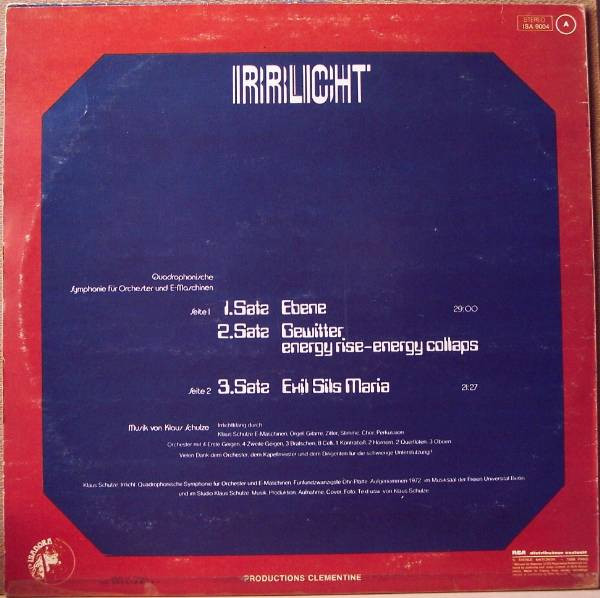 STEREO
ISA 9004
A
IRRLICHT
Quadrophonische
Symphonie für Orchester und E-Maschinen
Seite 1 1.Satz Ebene 29:00
2.Satz Gewitter
energy rise-energy collaps
Seite 2 3.Satz Exil Sils Maria 21:27
Musik von Klaus Schulze
Irrlichtklang durch
Klaus Schulze: E-Maschinen, Orgel, Gitarre, Zither, Stimme, Chor, Perkussion
Orchester mit 4 Erste Geigen, 4 Zweite Geigen, 3 Bratschen, 8 Celli, 1 Kontrabaß, 2 Hörnern, 2 Querflöten, 3 Oboen
Vielen Dank dem Orchester, dem Kapellmeister und dem Dirigenten für die schwierige Unterstützung!
Klaus Schulze: Irrlicht. Quadrophonische Symphonie für Orchester und E-Maschinen. Fünfundzwanzigste Ohr-Platte. Aufgenommen 1972 im Musiksaal der Freien Universität Berlin
und im Studio Klaus Schulze. Musik, Produktion, Aufnahme, Cover, Foto, Textus von Klaus Schulze.
ISADORA
RCA distributeur exclusif
PRODUCTIONS CLEMENTINE